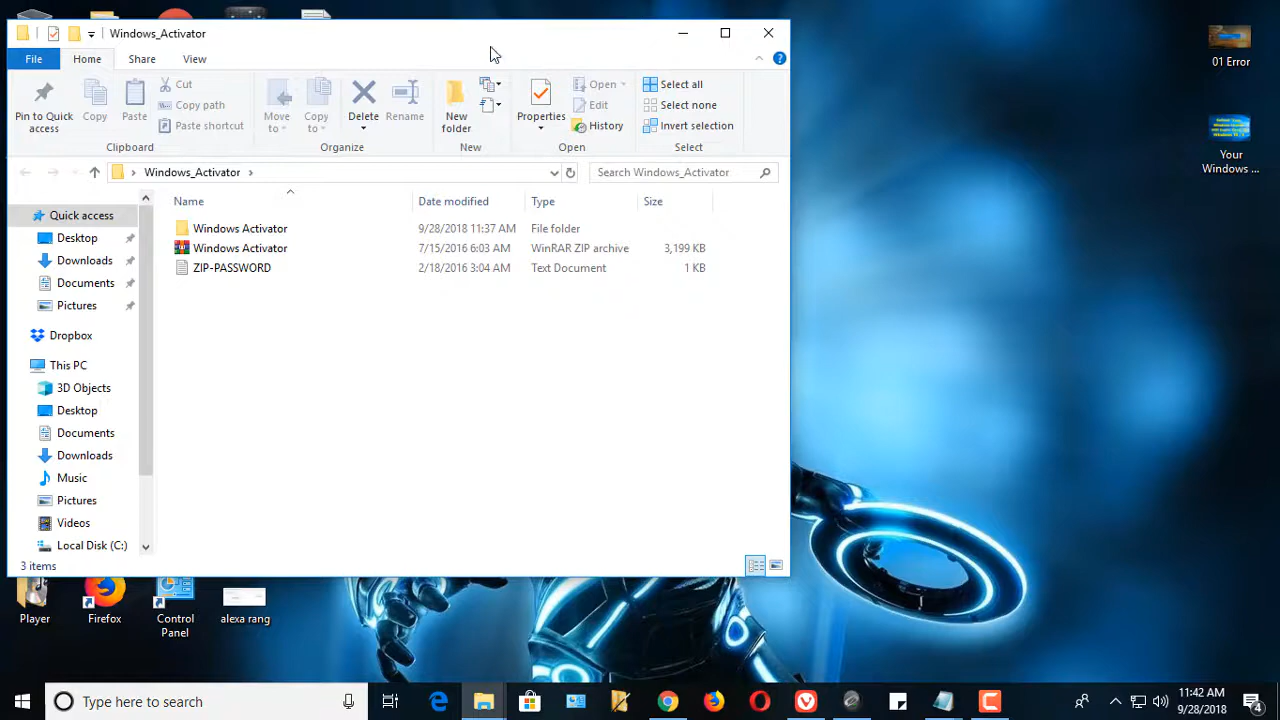 Windows_Activator
File
Home
Share
View
Pin to Quick access
Copy
Paste
Cut
Copy path
Paste shortcut
Clipboard
Move to
Copy to
Delete
Rename
Organize
New folder
New
Properties
Open
Edit
History
Open
Select all
Select none
Invert selection
Select
Windows_Activator
Search Windows_Activator
Name
Date modified
Type
Size
Windows Activator 9/28/2018 11:37 AM File folder
Windows Activator 7/15/2016 6:03 AM WinRAR ZIP archive 3,199 KB
ZIP-PASSWORD 2/18/2016 3:04 AM Text Document 1 KB
Quick access
Desktop
Downloads
Documents
Pictures
Dropbox
This PC
3D Objects
Desktop
Documents
Downloads
Music
Pictures
Videos
Local Disk (C:)
3 items
01 Error
Your
Windows ...
Player
Firefox
Control
Panel
alexa rang
Type here to search
11:42 AM
9/28/2018
4